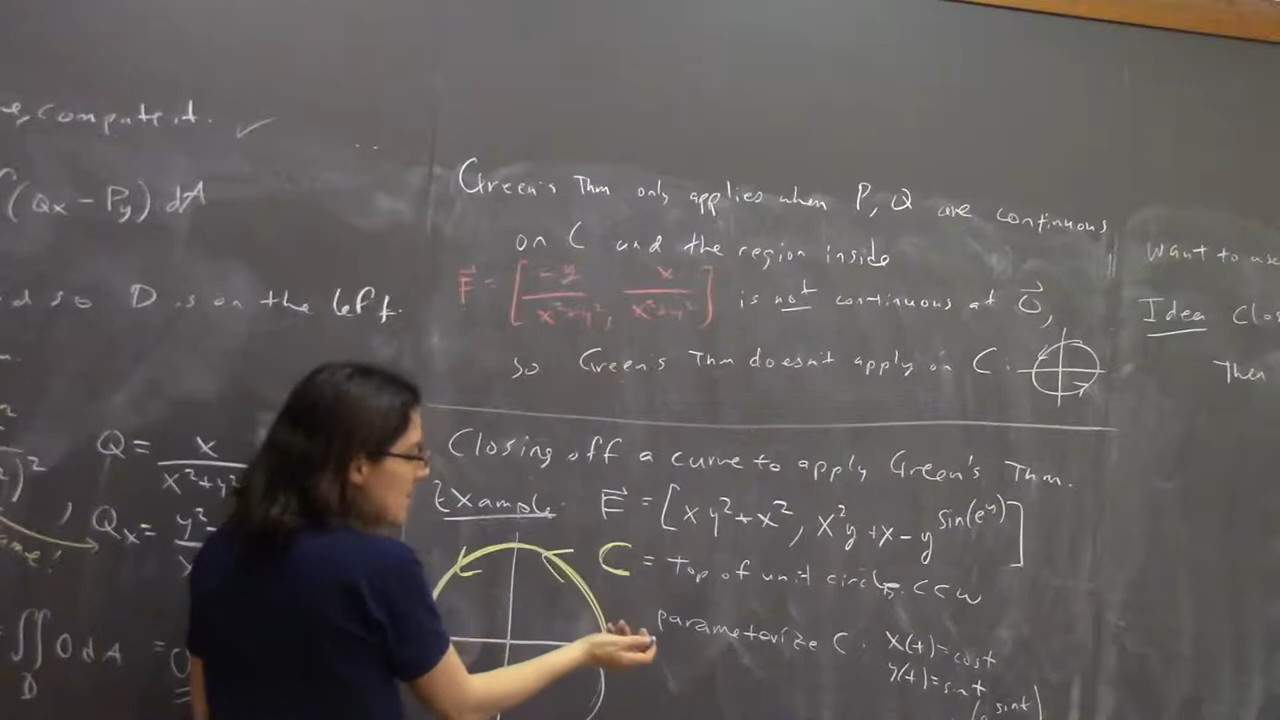 compute it. ✓
(Qx - Py) dA
so D is on the left.
Q = x / x²+y²
, Qx = y²-
same!
= ∬ 0 dA = 0
D
Green's Thm only applies when P, Q are continuous
on C and the region inside
F⃗ = [ -y / x²+y² , x / x²+y² ] is not continuous at 0⃗,
so Green's Thm doesn't apply on C:
Closing off a curve to apply Green's Thm.
Example: F⃗ = [xy²+x², x²y+x-y^sin(e^y)]
C = top of unit circle, ccw
parameterize C: x(t)=cost
y(t)=sint
sint)
want to use
Idea Clos
Then